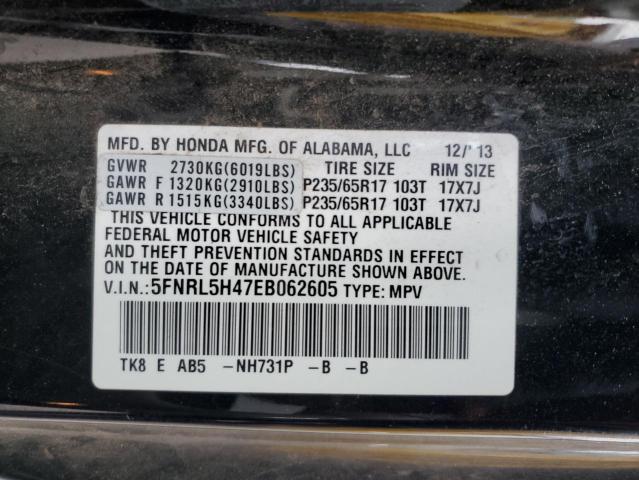 MFD. BY HONDA MFG. OF ALABAMA, LLC 12/'13
GVWR 2730KG(6019LBS) TIRE SIZE RIM SIZE
GAWR F 1320KG(2910LBS) P235/65R17 103T 17X7J
GAWR R 1515KG(3340LBS) P235/65R17 103T 17X7J
THIS VEHICLE CONFORMS TO ALL APPLICABLE
FEDERAL MOTOR VEHICLE SAFETY
AND THEFT PREVENTION STANDARDS IN EFFECT
ON THE DATE OF MANUFACTURE SHOWN ABOVE.
V.I.N.: 5FNRL5H47EB062605 TYPE: MPV
TK8 E AB5 -NH731P -B -B